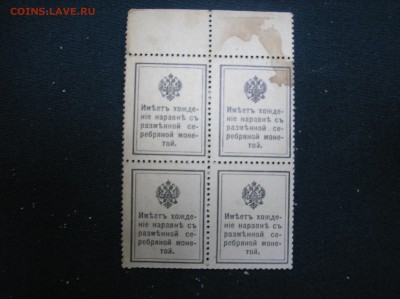 COINS.LAVE.RU
Имѣетъ хожде-
ніе наравнѣ съ
размѣнной се-
ребряной моне-
той.
Имѣетъ хожде-
ніе наравнѣ съ
размѣнной се-
ребряной моне-
той.
Имѣетъ хожде-
ніе наравнѣ съ
размѣнной се-
ребряной моне-
той.
Имѣетъ хожде-
ніе наравнѣ съ
размѣнной се-
ребряной моне-
той.